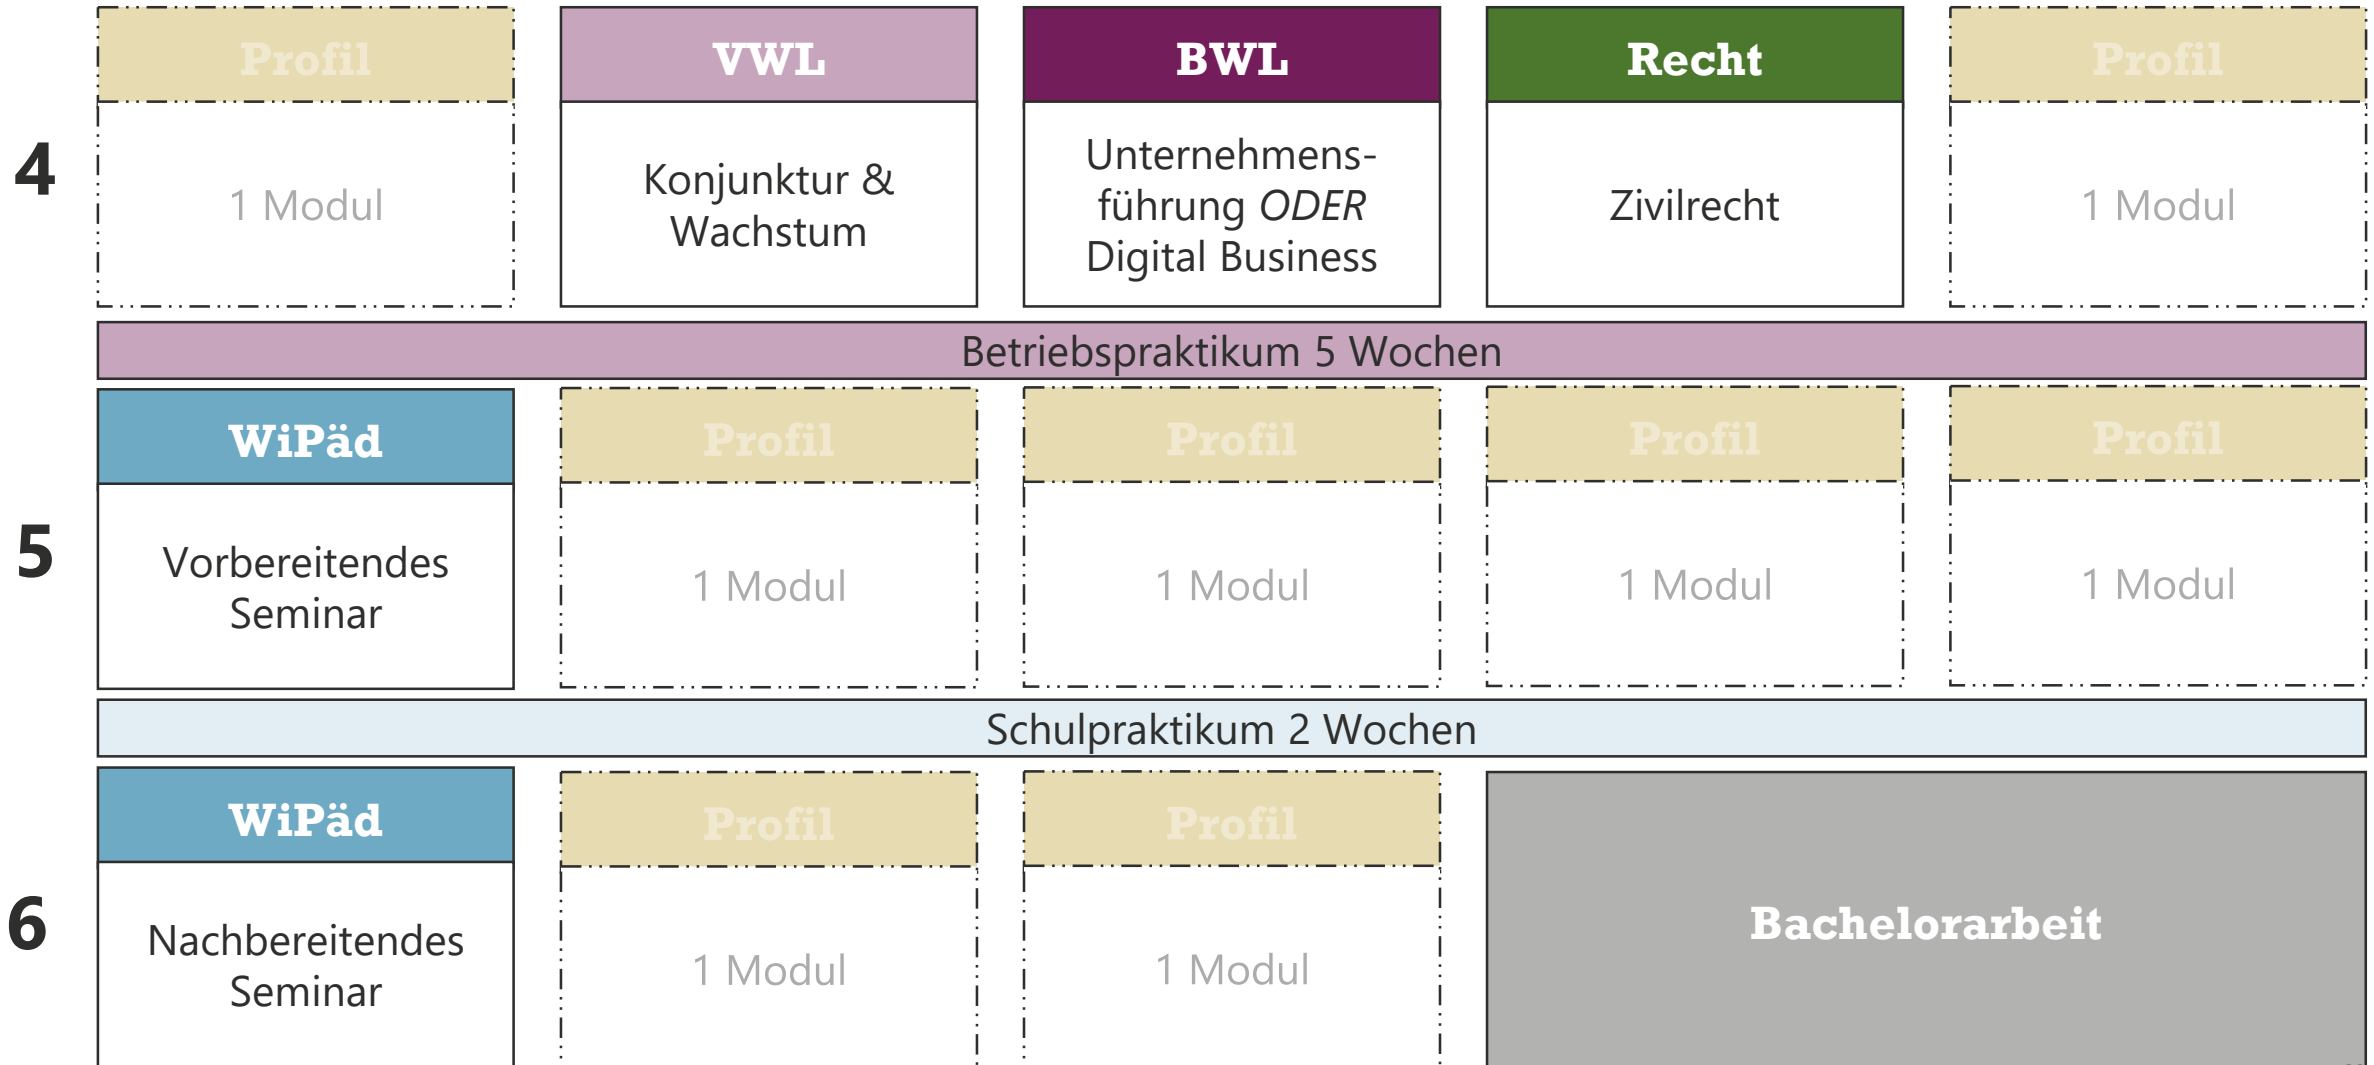 Profil
VWL
BWL
Recht
Profil
4
1 Modul
Konjunktur &
Wachstum
Unternehmens-
führung ODER
Digital Business
Zivilrecht
1 Modul
Betriebspraktikum 5 Wochen
WiPäd
Profil
Profil
Profil
Profil
5
Vorbereitendes
Seminar
1 Modul
1 Modul
1 Modul
1 Modul
Schulpraktikum 2 Wochen
WiPäd
Profil
Profil
6
Nachbereitendes
Seminar
1 Modul
1 Modul
Bachelorarbeit